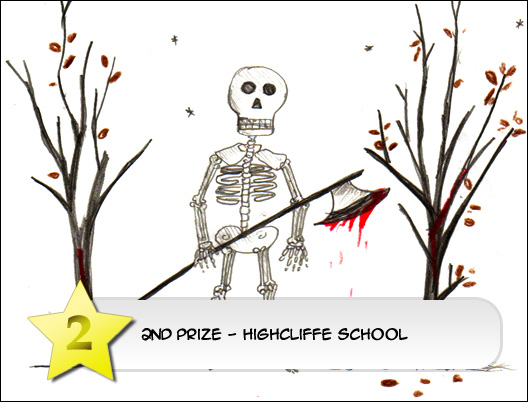 2
2ND PRIZE - HIGHCLIFFE SCHOOL